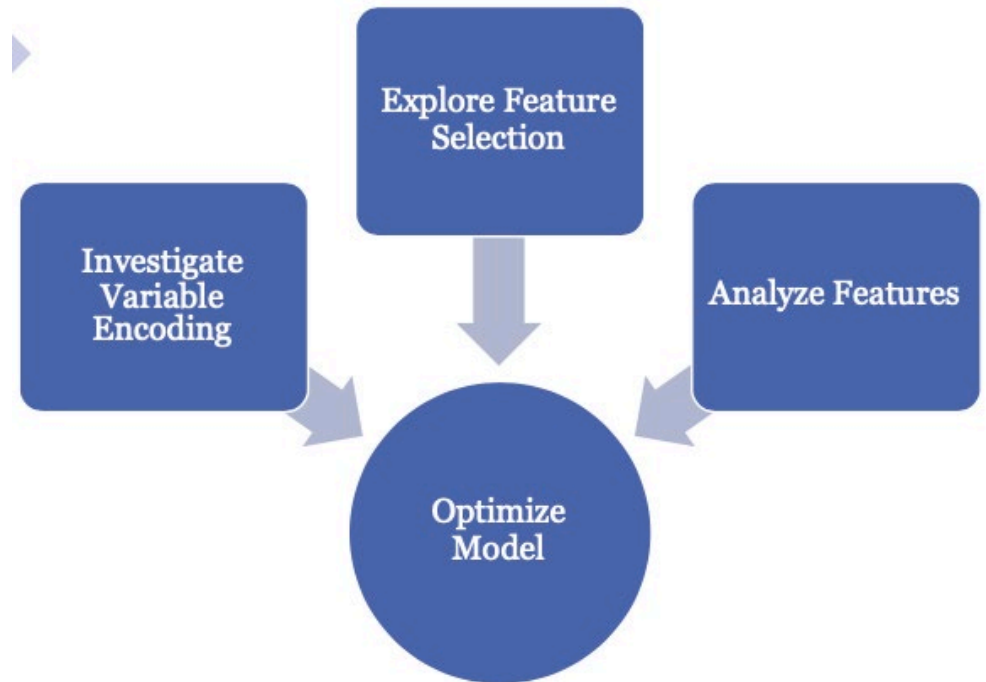 Explore Feature
Selection
Investigate
Variable
Encoding
Analyze Features
Optimize
Model